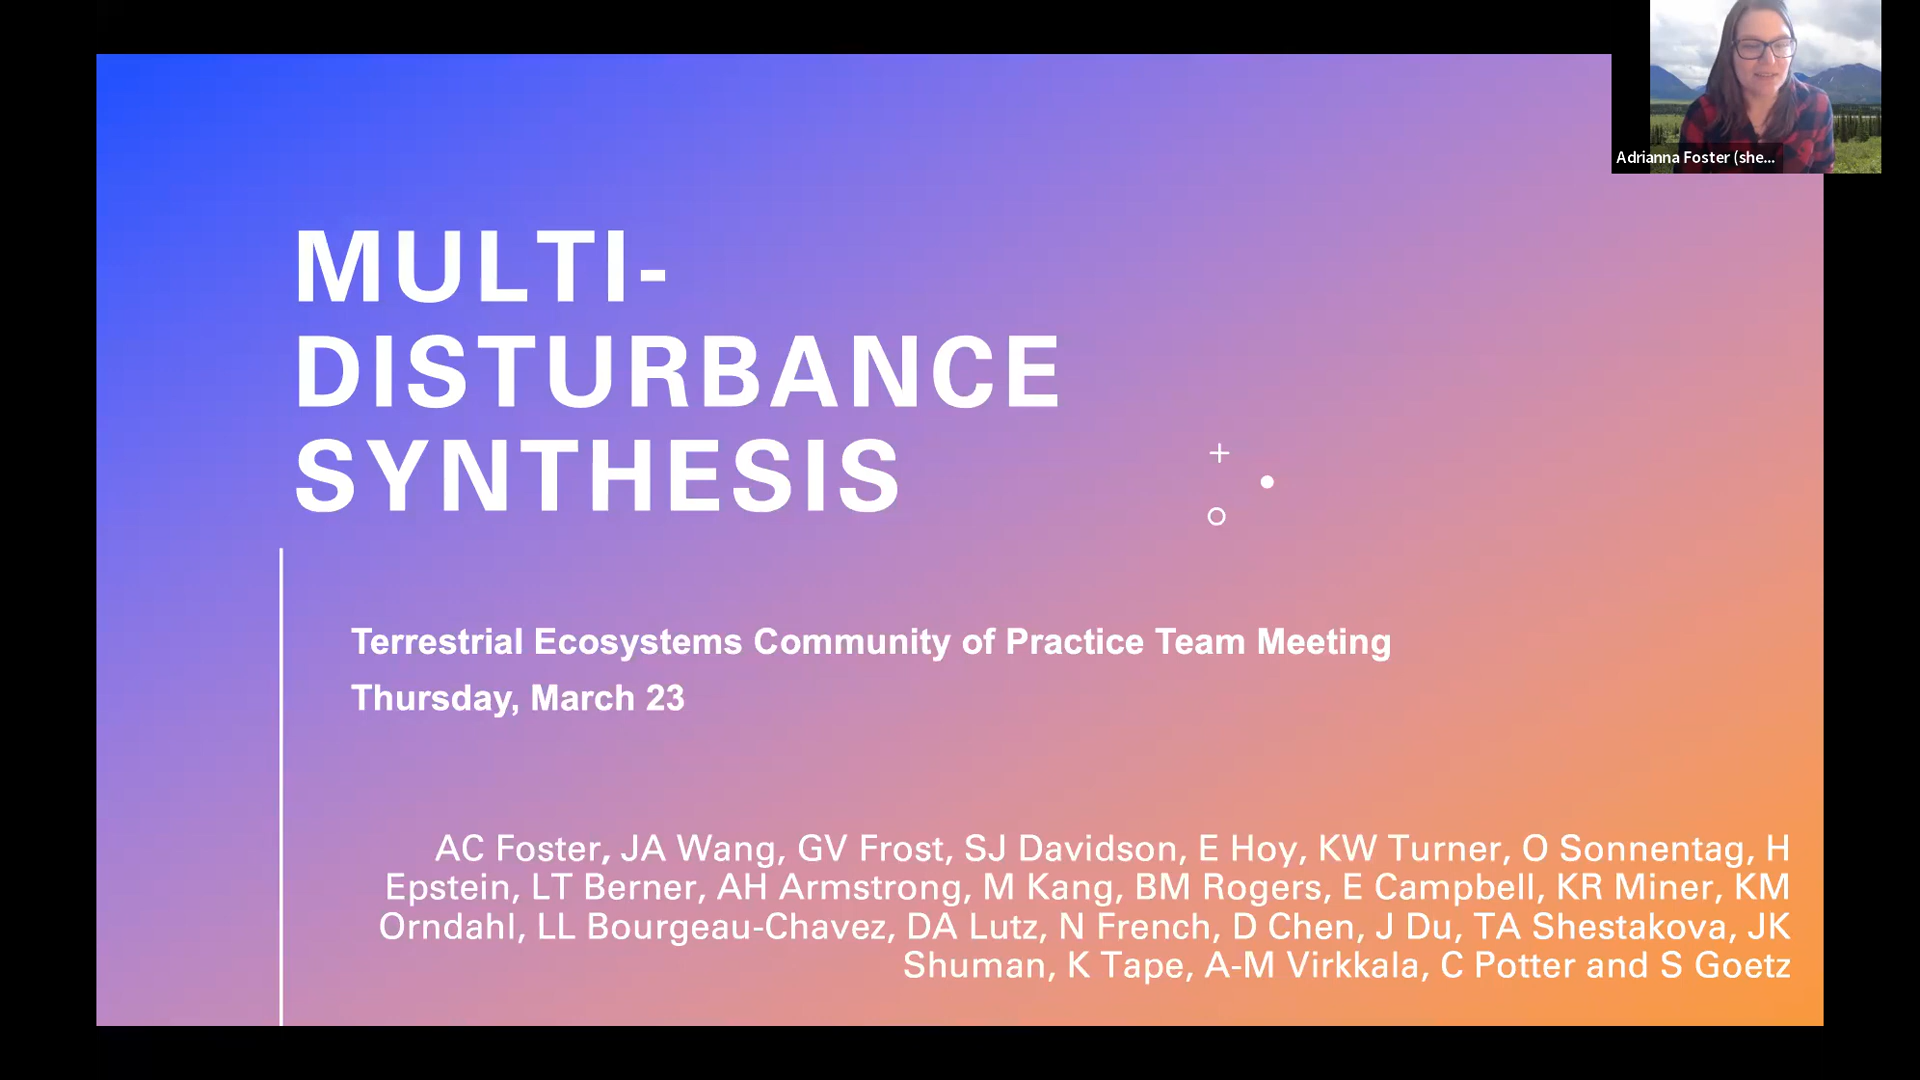 Adrianna Foster (she...
MULTI-
DISTURBANCE
SYNTHESIS
Terrestrial Ecosystems Community of Practice Team Meeting
Thursday, March 23
AC Foster, JA Wang, GV Frost, SJ Davidson, E Hoy, KW Turner, O Sonnentag, H
Epstein, LT Berner, AH Armstrong, M Kang, BM Rogers, E Campbell, KR Miner, KM
Orndahl, LL Bourgeau-Chavez, DA Lutz, N French, D Chen, J Du, TA Shestakova, JK
Shuman, K Tape, A-M Virkkala, C Potter and S Goetz